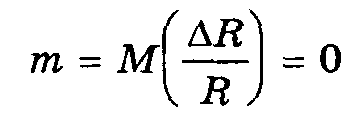 m = M(ΔR/R) = 0